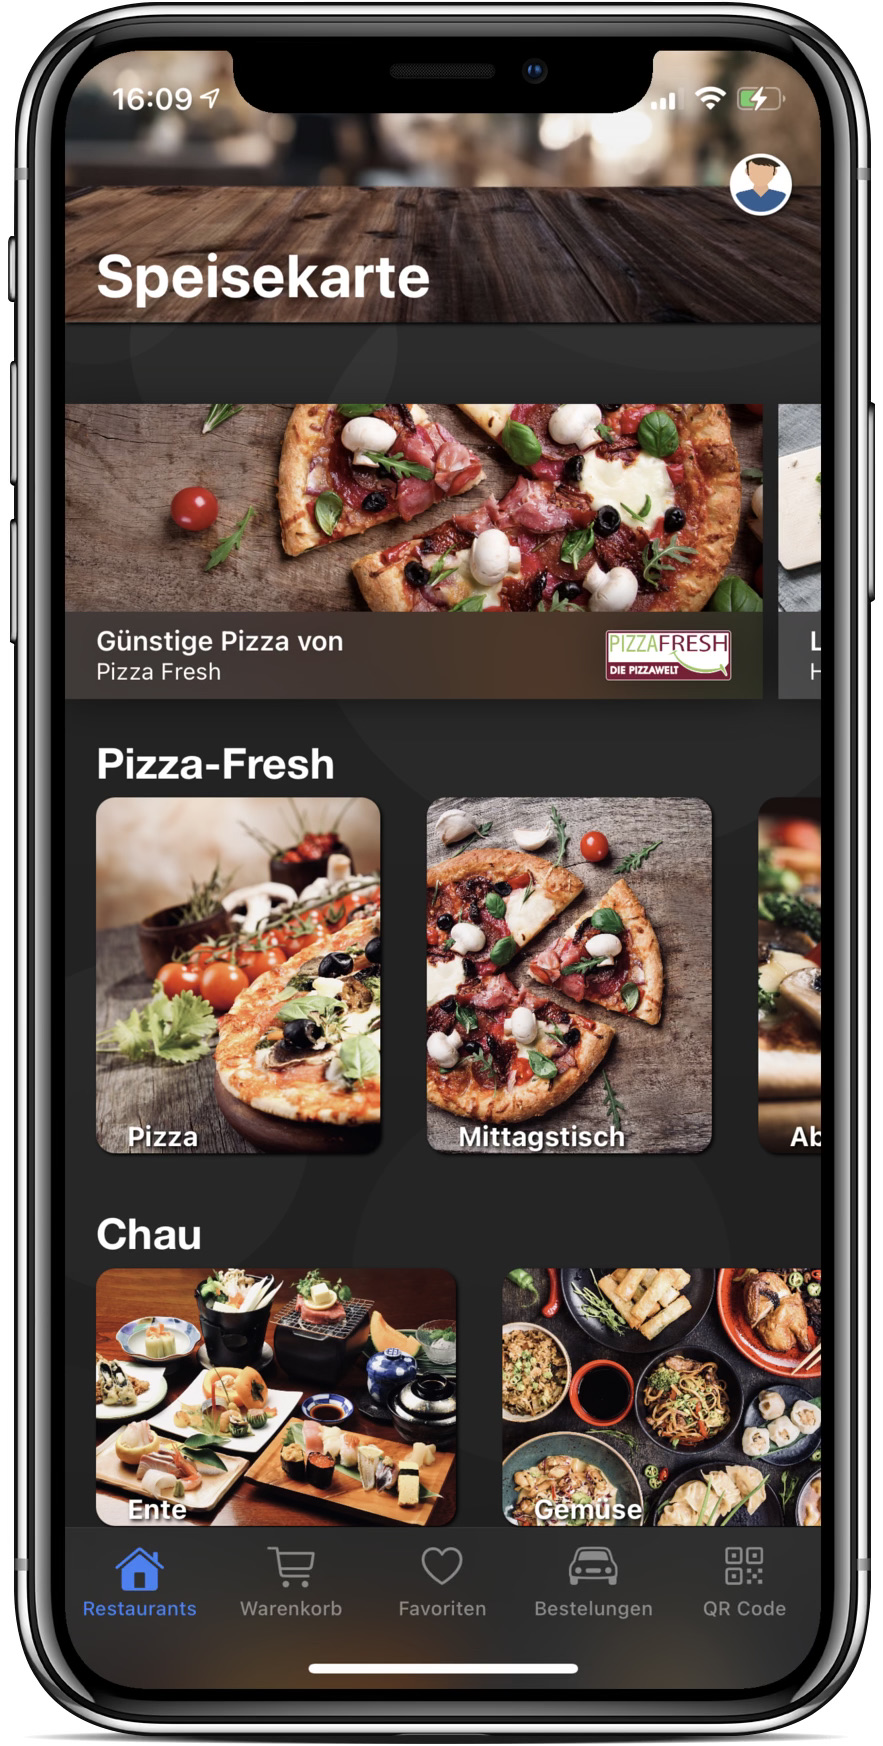 16:09
Speisekarte
Günstige Pizza von
Pizza Fresh
PIZZAFRESH
DIE PIZZAWELT
L
H
Pizza-Fresh
Pizza
Mittagstisch
Ab
Chau
Ente
Gemüse
Restaurants
Warenkorb
Favoriten
Bestelungen
QR Code